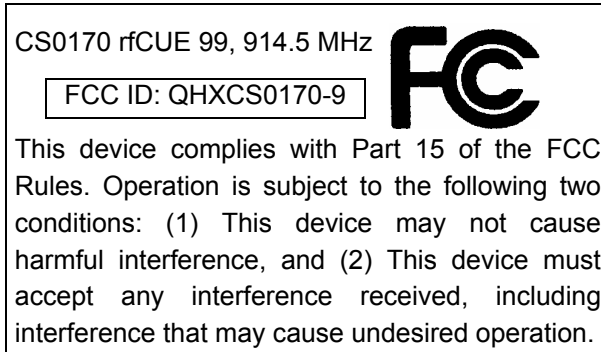 CS0170 rfCUE 99, 914.5 MHz
FCC ID: QHXCS0170-9
FCC
This device complies with Part 15 of the FCC
Rules. Operation is subject to the following two
conditions: (1) This device may not cause
harmful interference, and (2) This device must
accept any interference received, including
interference that may cause undesired operation.